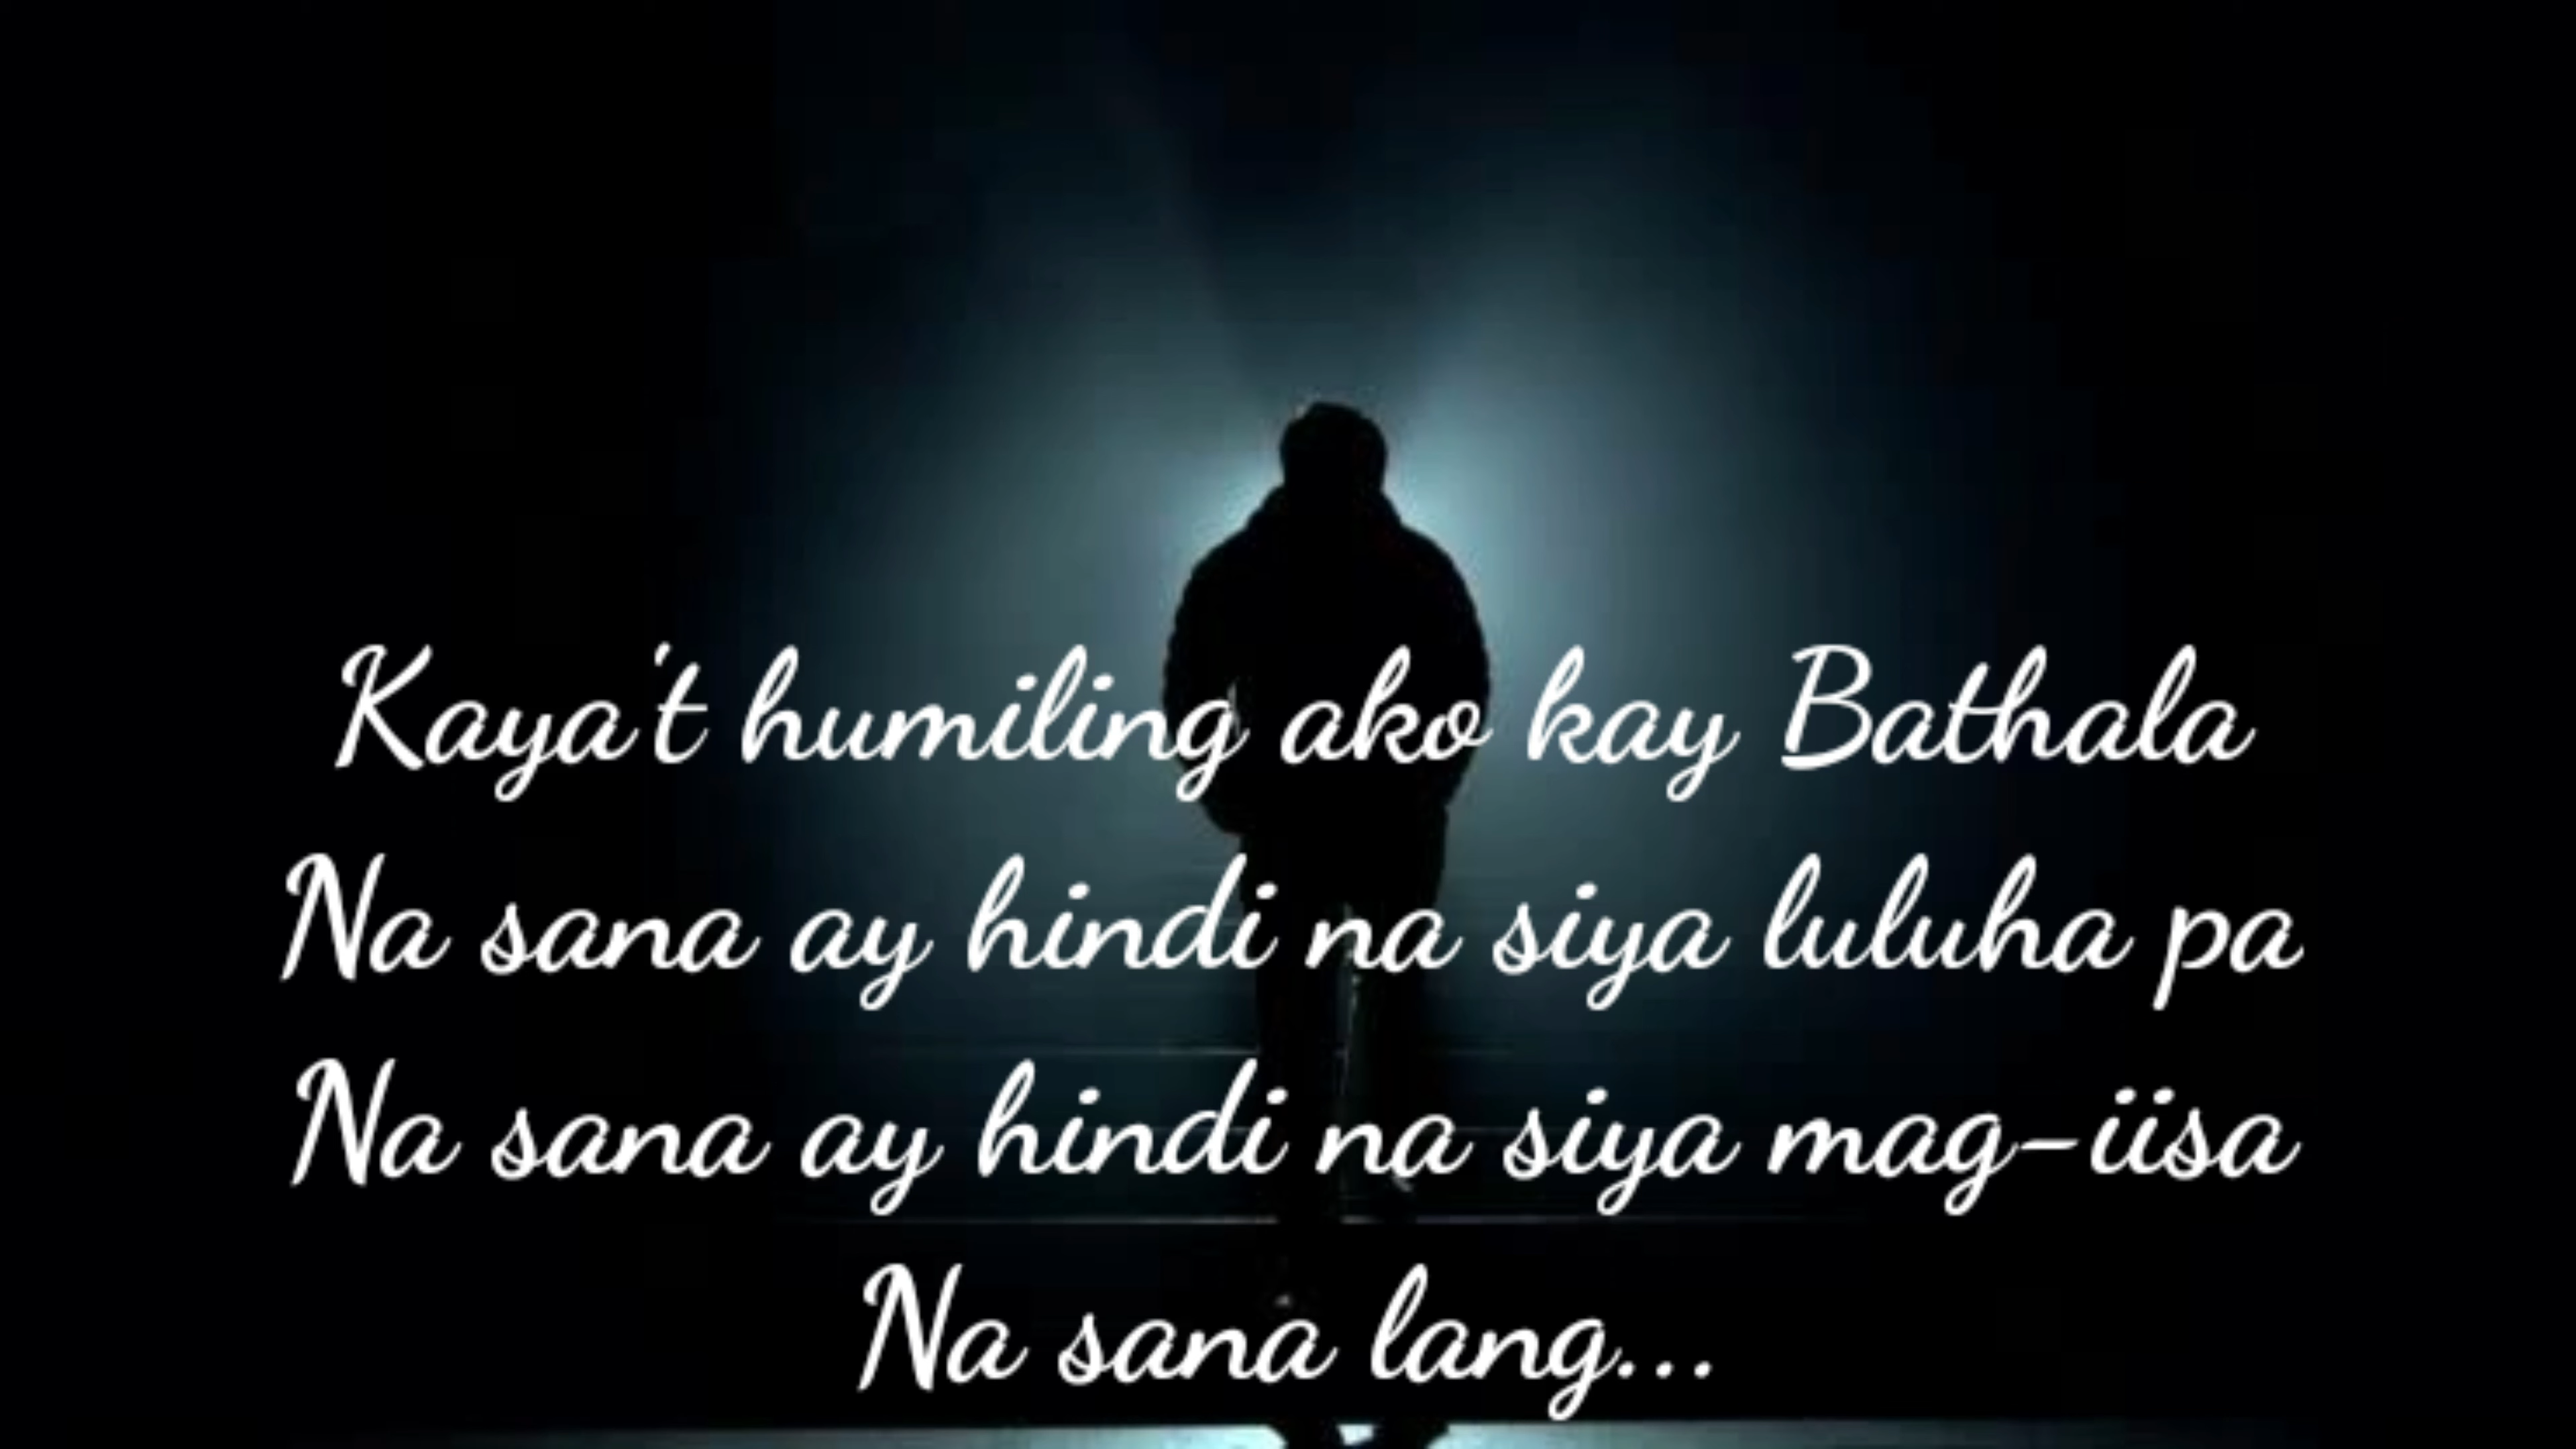 Kaya't humiling ako kay Bathala
Na sana ay hindi na siya luluha pa
Na sana ay hindi na siya mag-iisa
Na sana lang...